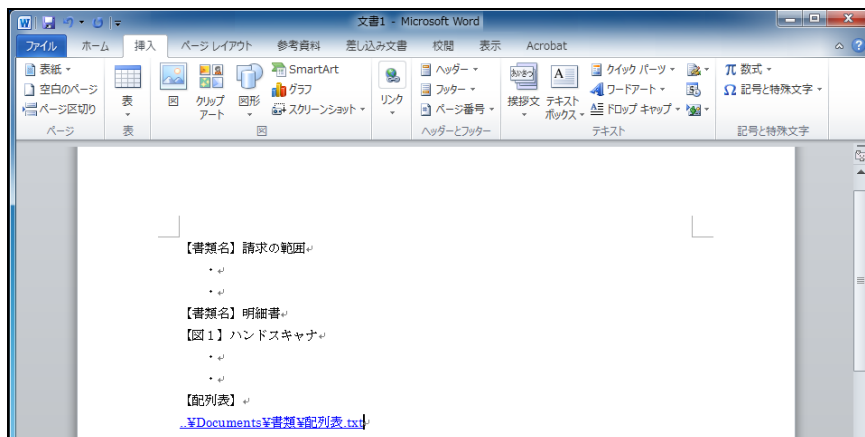 文書1 - Microsoft Word
ファイル ホーム 挿入 ページ レイアウト 参考資料 差し込み文書 校閲 表示 Acrobat
表紙
空白のページ
ページ区切り
ページ
表
表
図
クリップ アート
図形
SmartArt
グラフ
スクリーンショット
図
リンク
ヘッダー
フッター
ページ番号
ヘッダーとフッター
挨拶文
テキスト ボックス
クイック パーツ
ワードアート
ドロップ キャップ
テキスト
π 数式
Ω 記号と特殊文字
記号と特殊文字
【書類名】請求の範囲
・
・
【書類名】明細書
【図1】ハンドスキャナ
・
・
【配列表】
..¥Documents¥書類¥配列表.txt